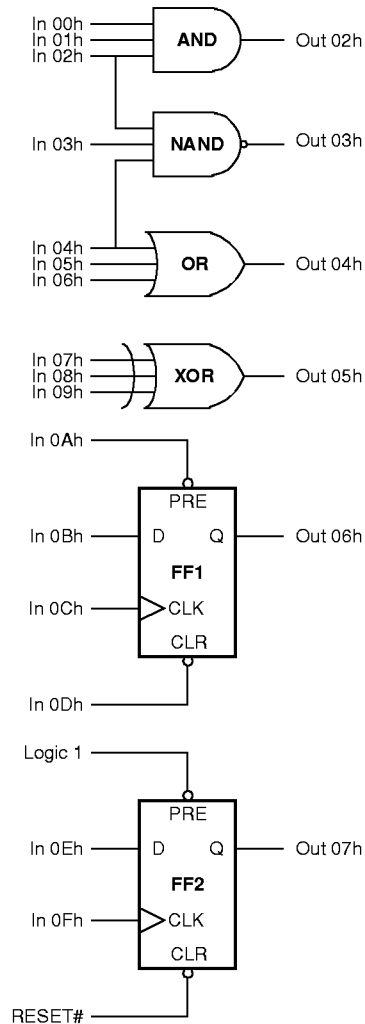 In 00h
In 01h
In 02h
AND
Out 02h
In 03h
NAND
Out 03h
In 04h
In 05h
In 06h
OR
Out 04h
In 07h
In 08h
In 09h
XOR
Out 05h
In 0Ah
PRE
In 0Bh
D
Q
Out 06h
FF1
In 0Ch
CLK
CLR
In 0Dh
Logic 1
PRE
In 0Eh
D
Q
Out 07h
FF2
In 0Fh
CLK
CLR
RESET#